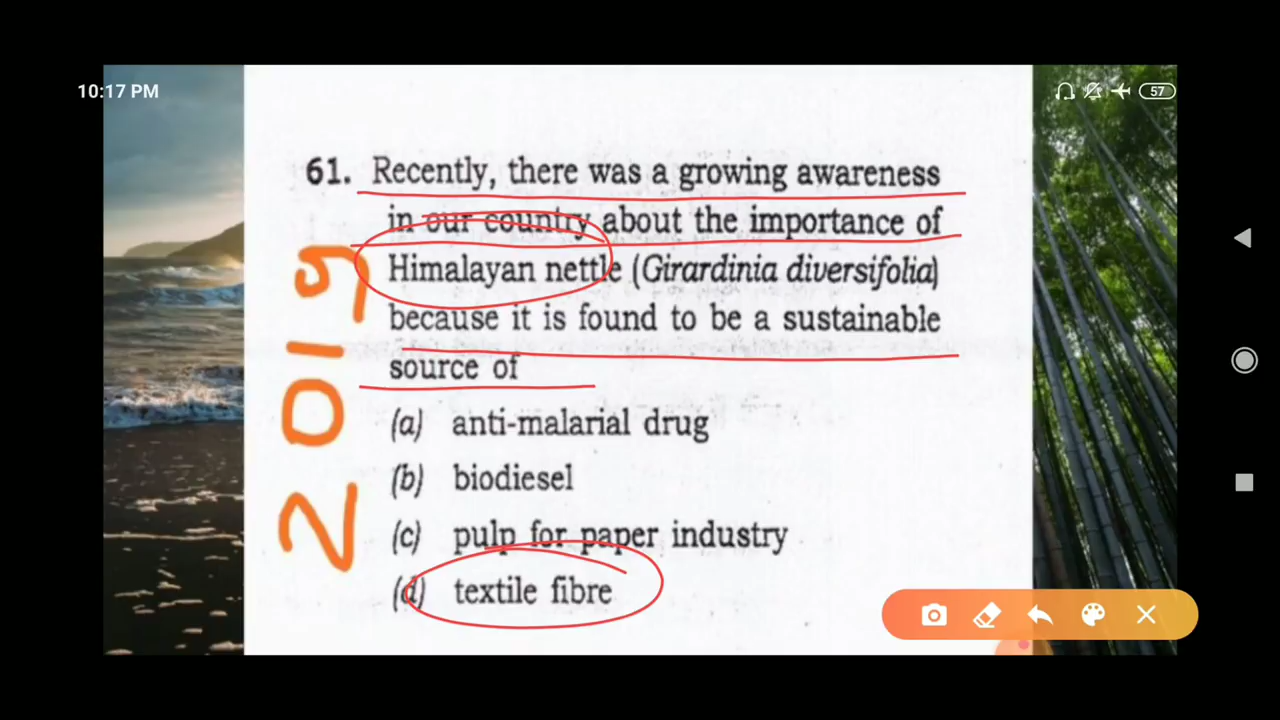 10:17 PM
57
61. Recently, there was a growing awareness
in our country about the importance of
Himalayan nettle (Girardinia diversifolia)
because it is found to be a sustainable
source of
(a) anti-malarial drug
(b) biodiesel
(c) pulp for paper industry
(d) textile fibre
2019